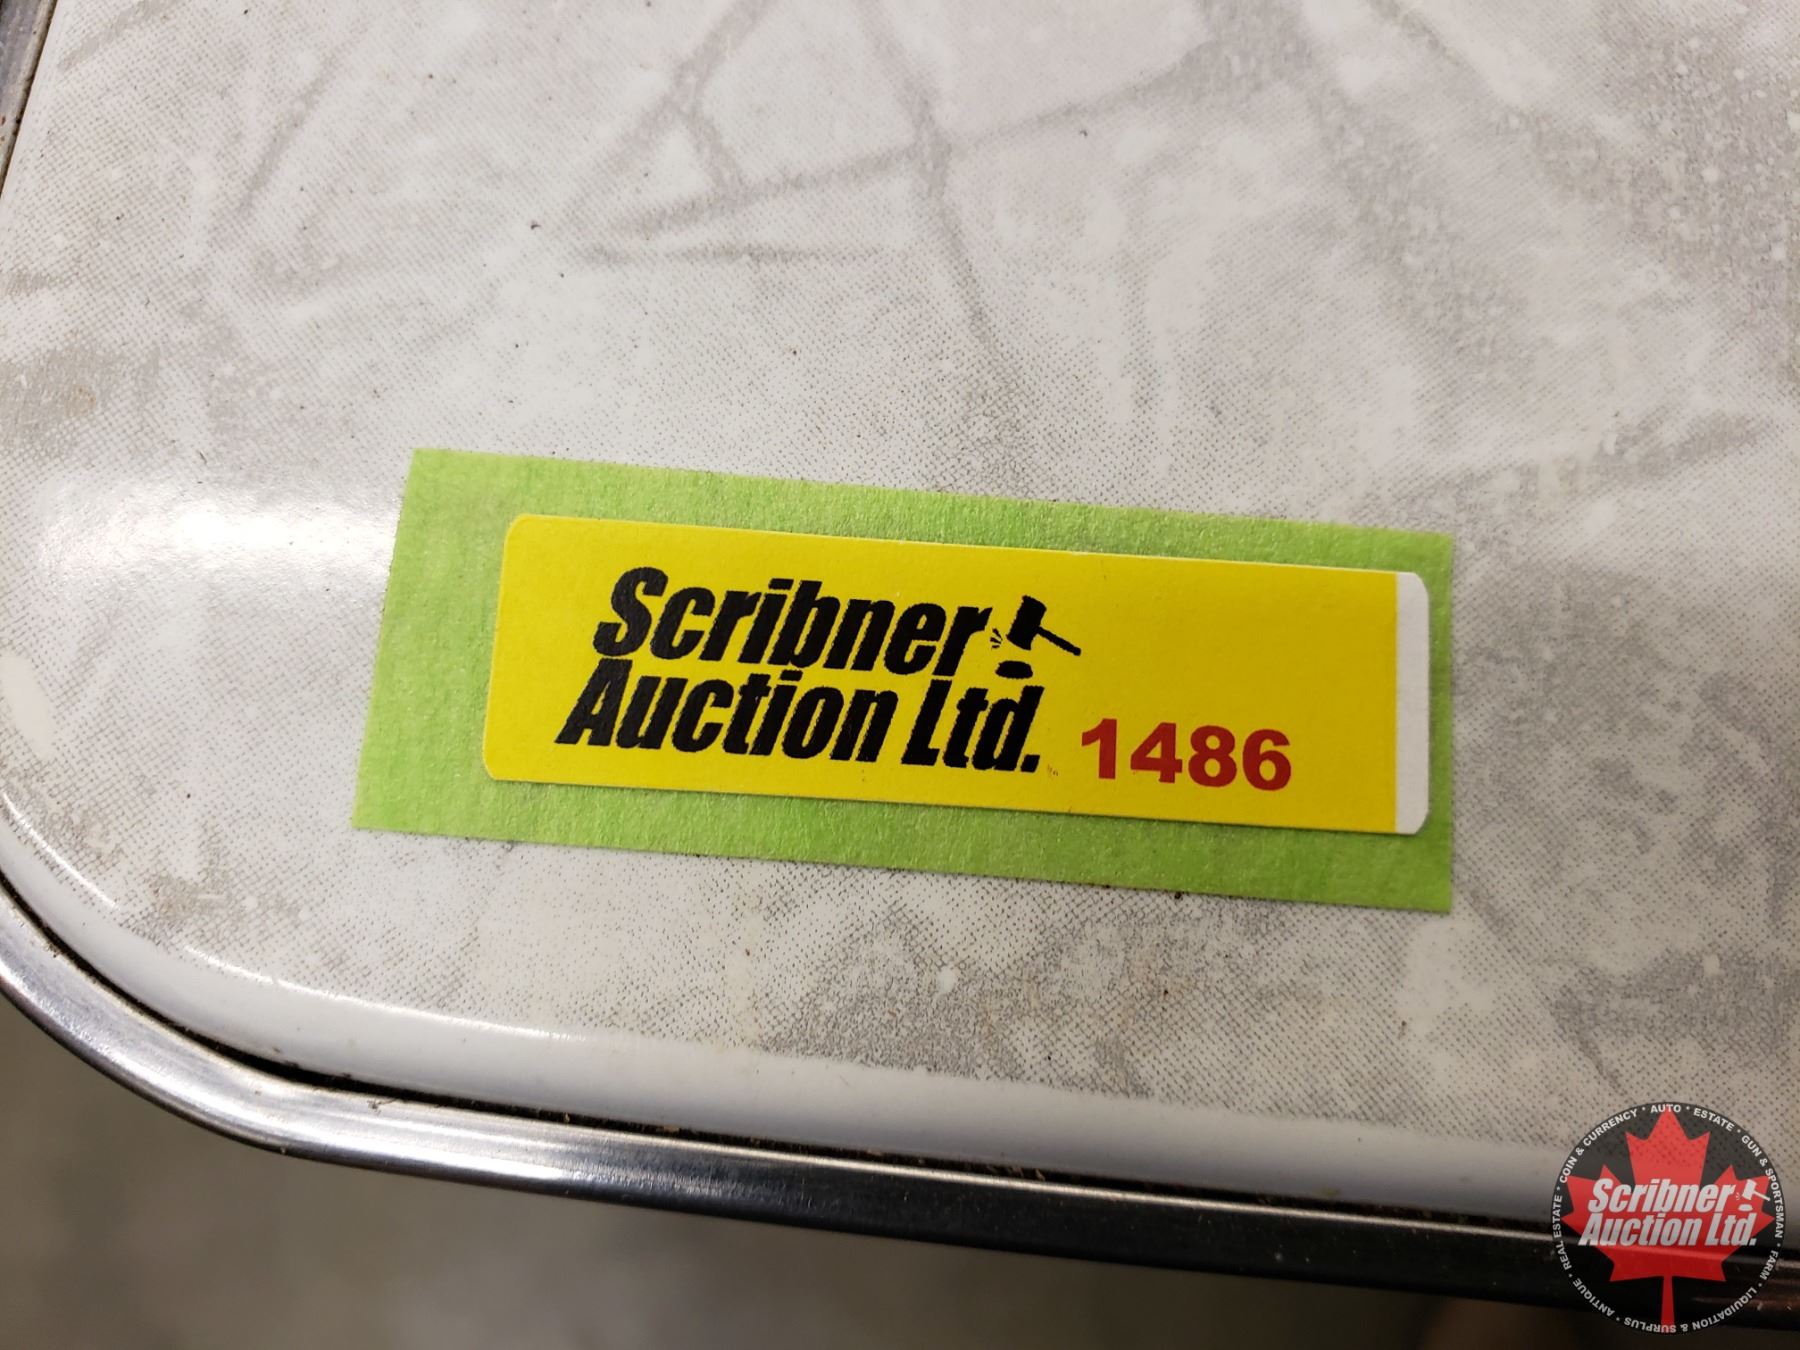 Scribner
Auction Ltd.
1486
COIN & CURRENCY * AUTO * ESTATE * GUN & SPORTSMAN * FARM * LIQUIDATION & SURPLUS * ANTIQUE * REAL ESTATE *
Scribner
Auction Ltd.